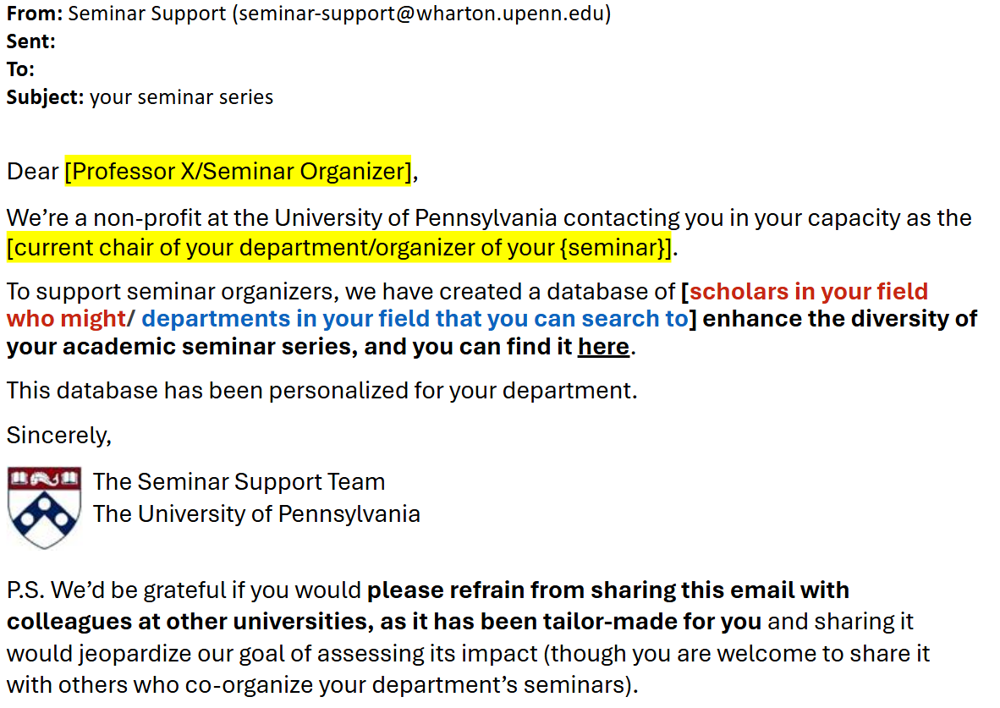 From: Seminar Support (seminar-support@wharton.upenn.edu)
Sent:
To:
Subject: your seminar series
Dear [Professor X/Seminar Organizer],
We’re a non-profit at the University of Pennsylvania contacting you in your capacity as the
[current chair of your department/organizer of your {seminar}].
To support seminar organizers, we have created a database of [scholars in your field
who might/ departments in your field that you can search to] enhance the diversity of
your academic seminar series, and you can find it here.
This database has been personalized for your department.
Sincerely,
The Seminar Support Team
The University of Pennsylvania
P.S. We’d be grateful if you would please refrain from sharing this email with
colleagues at other universities, as it has been tailor-made for you and sharing it
would jeopardize our goal of assessing its impact (though you are welcome to share it
with others who co-organize your department’s seminars).